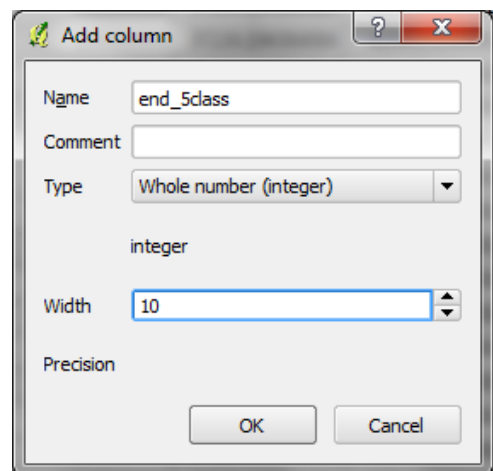 Add column
?
Name end_5class
Comment
Type Whole number (integer)
integer
Width 10
Precision
OK Cancel